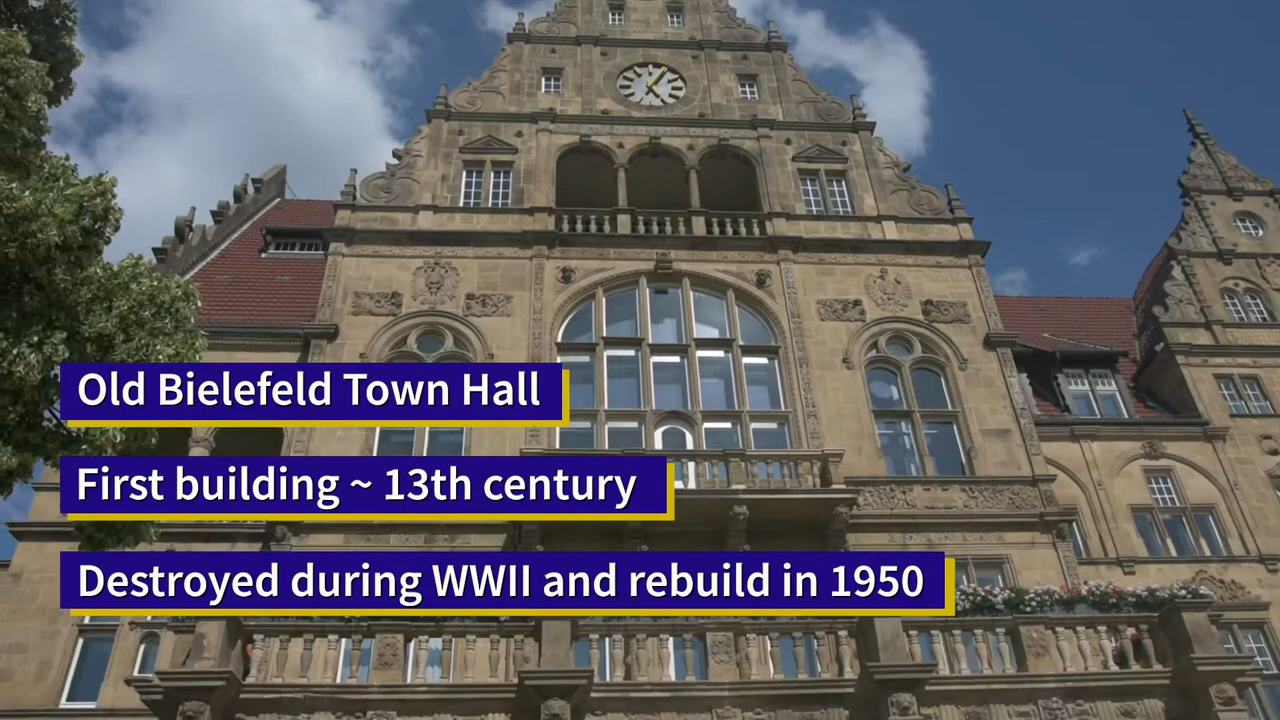 Old Bielefeld Town Hall
First building ~ 13th century
Destroyed during WWII and rebuild in 1950